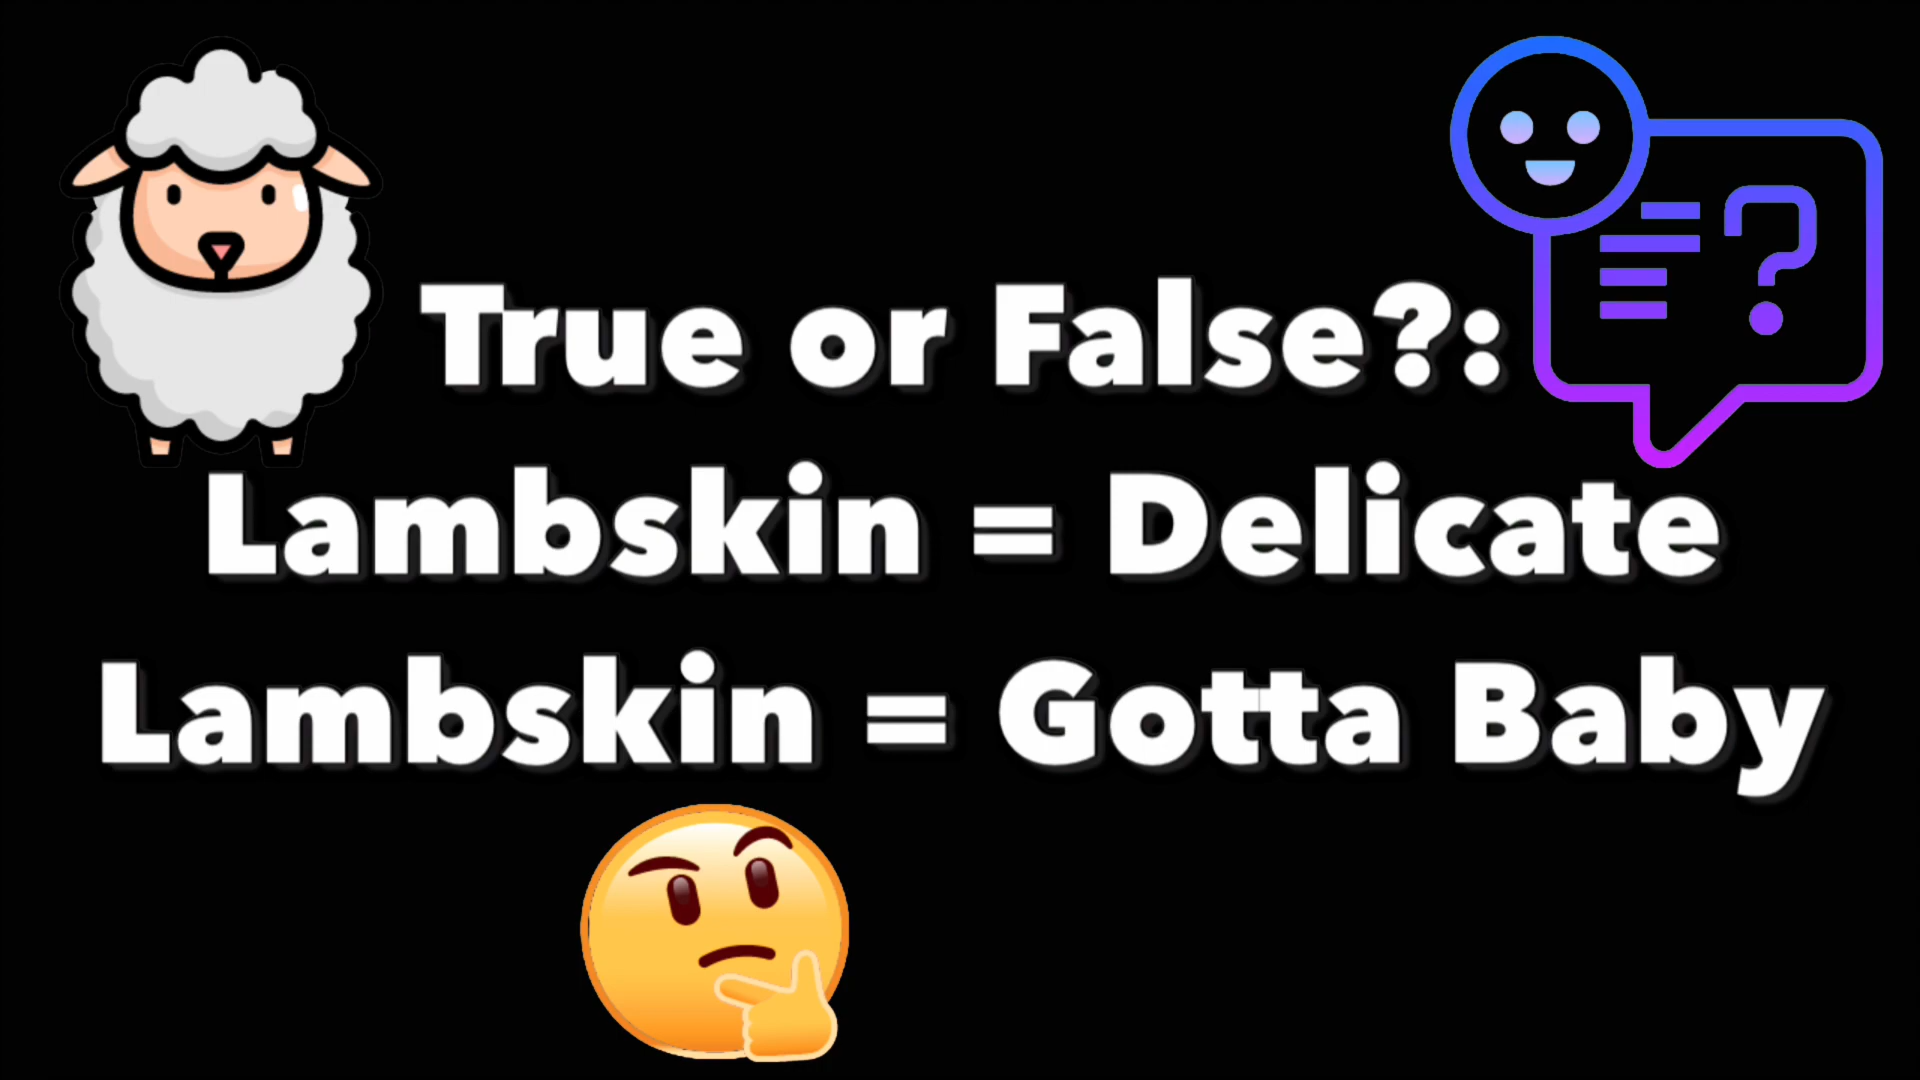 True or False?:
Lambskin = Delicate
Lambskin = Gotta Baby
?